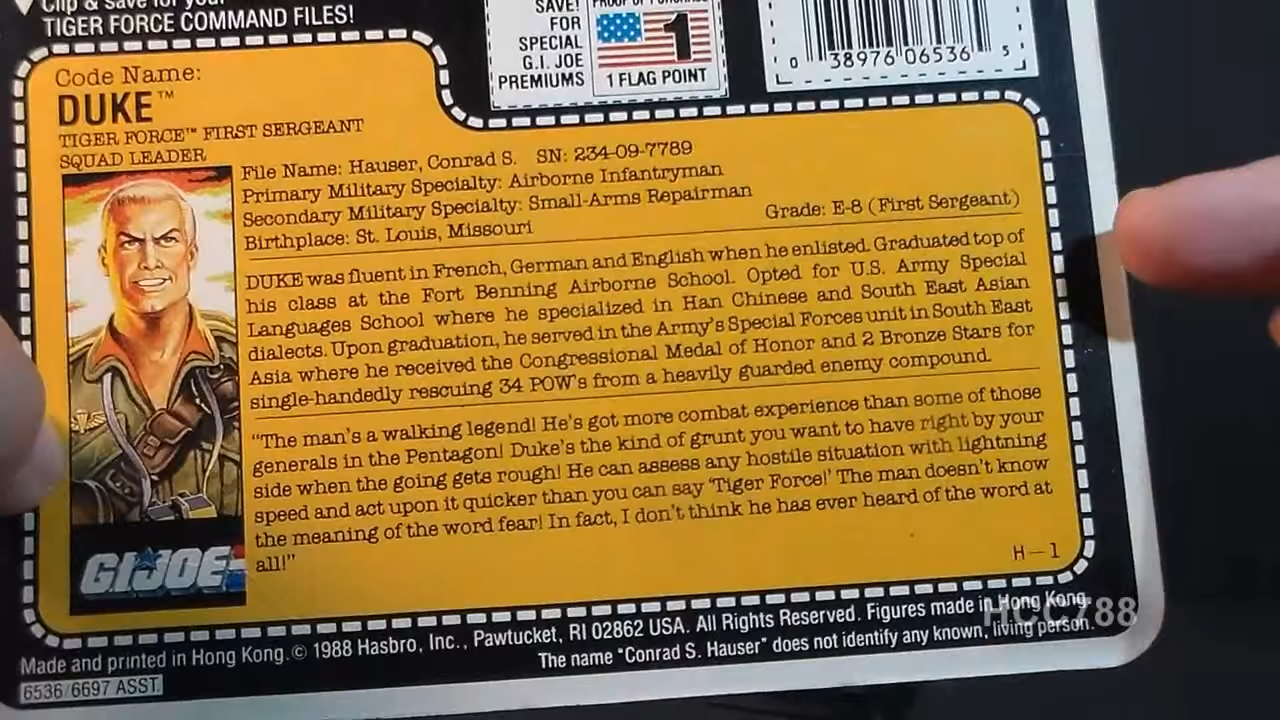 Clip & save for your
TIGER FORCE COMMAND FILES!
SAVE!
FOR
SPECIAL
G.I. JOE
PREMIUMS
PROOF OF PURCHASE
1
1 FLAG POINT
0 38976 06536 5
Code Name:
DUKE™
TIGER FORCE™ FIRST SERGEANT
SQUAD LEADER
File Name: Hauser, Conrad S. SN: 234-09-7789
Primary Military Specialty: Airborne Infantryman
Secondary Military Specialty: Small-Arms Repairman
Birthplace: St. Louis, Missouri
Grade: E-8 (First Sergeant)
DUKE was fluent in French, German and English when he enlisted. Graduated top of
his class at the Fort Benning Airborne School. Opted for U.S. Army Special
Languages School where he specialized in Han Chinese and South East Asian
dialects. Upon graduation, he served in the Army's Special Forces unit in South East
Asia where he received the Congressional Medal of Honor and 2 Bronze Stars for
single-handedly rescuing 34 POW's from a heavily guarded enemy compound.
"The man's a walking legend! He's got more combat experience than some of those
generals in the Pentagon! Duke's the kind of grunt you want to have right by your
side when the going gets rough! He can assess any hostile situation with lightning
speed and act upon it quicker than you can say 'Tiger Force!' The man doesn't know
the meaning of the word fear! In fact, I don't think he has ever heard of the word at
all!"
H-1
G.I. JOE
Made and printed in Hong Kong. © 1988 Hasbro, Inc., Pawtucket, RI 02862 USA. All Rights Reserved. Figures made in Hong Kong.
The name "Conrad S. Hauser" does not identify any known, living person.
6536/6697 ASST.
HCC788